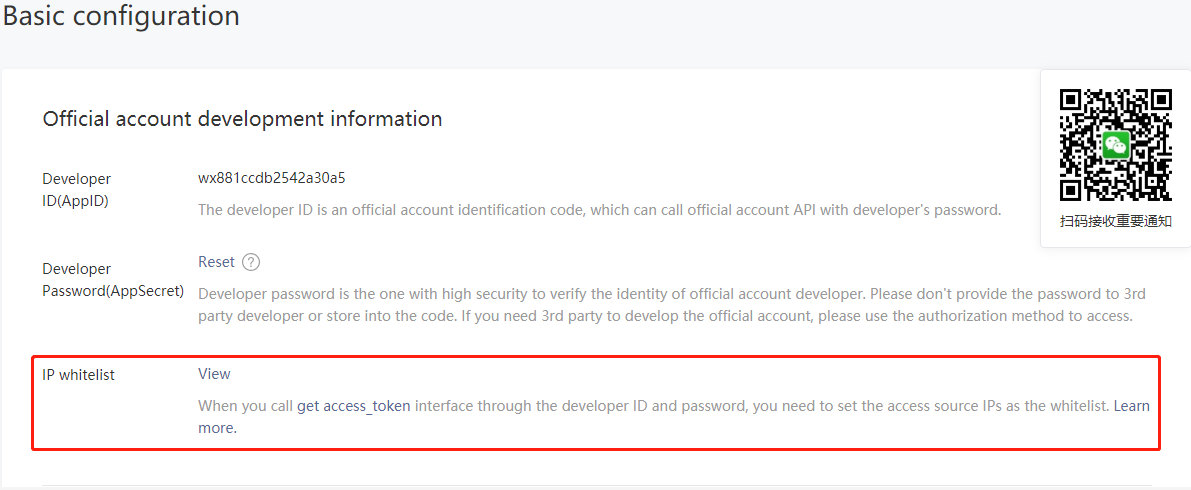 Basic configuration
Official account development information
Developer
ID(AppID)
wx881ccdb2542a30a5
The developer ID is an official account identification code, which can call official account API with developer's password.
扫码接收重要通知
Developer
Password(AppSecret)
Reset ?
Developer password is the one with high security to verify the identity of official account developer. Please don't provide the password to 3rd
party developer or store into the code. If you need 3rd party to develop the official account, please use the authorization method to access.
IP whitelist
View
When you call get access_token interface through the developer ID and password, you need to set the access source IPs as the whitelist. Learn
more.